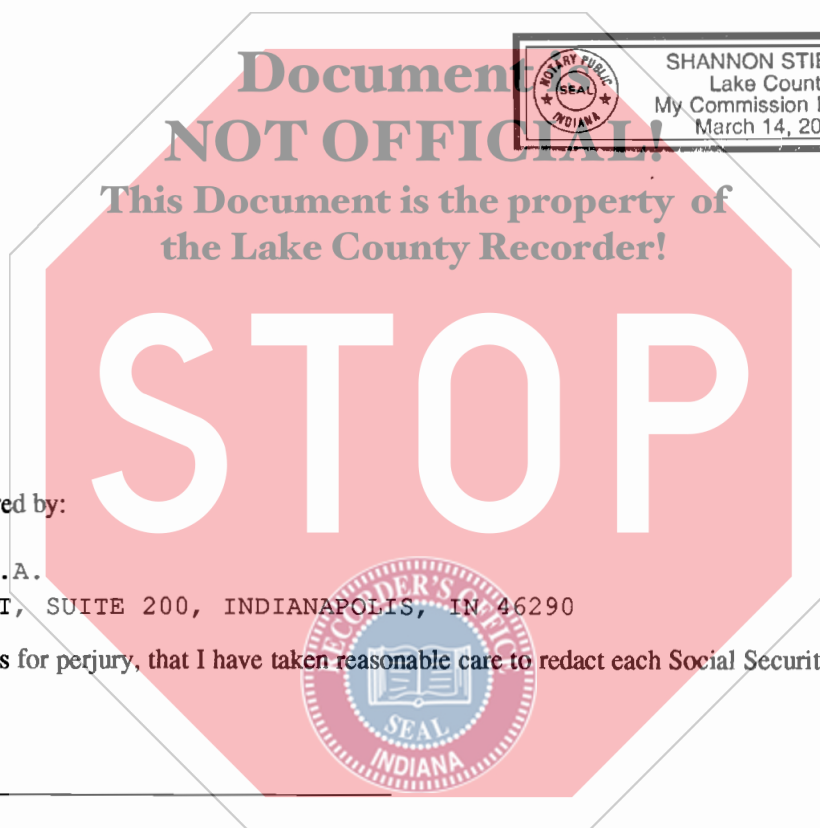 Document is
NOT OFFICIAL!
This Document is the property of
the Lake County Recorder!
NOTARY PUBLIC
SEAL
INDIANA
SHANNON STIE
Lake Count
My Commission
March 14, 20
STOP
ed by:
.A.
T, SUITE 200, INDIANAPOLIS, IN 46290
s for perjury, that I have taken reasonable care to redact each Social Securit
RECORDER'S OFFICE
SEAL
INDIANA